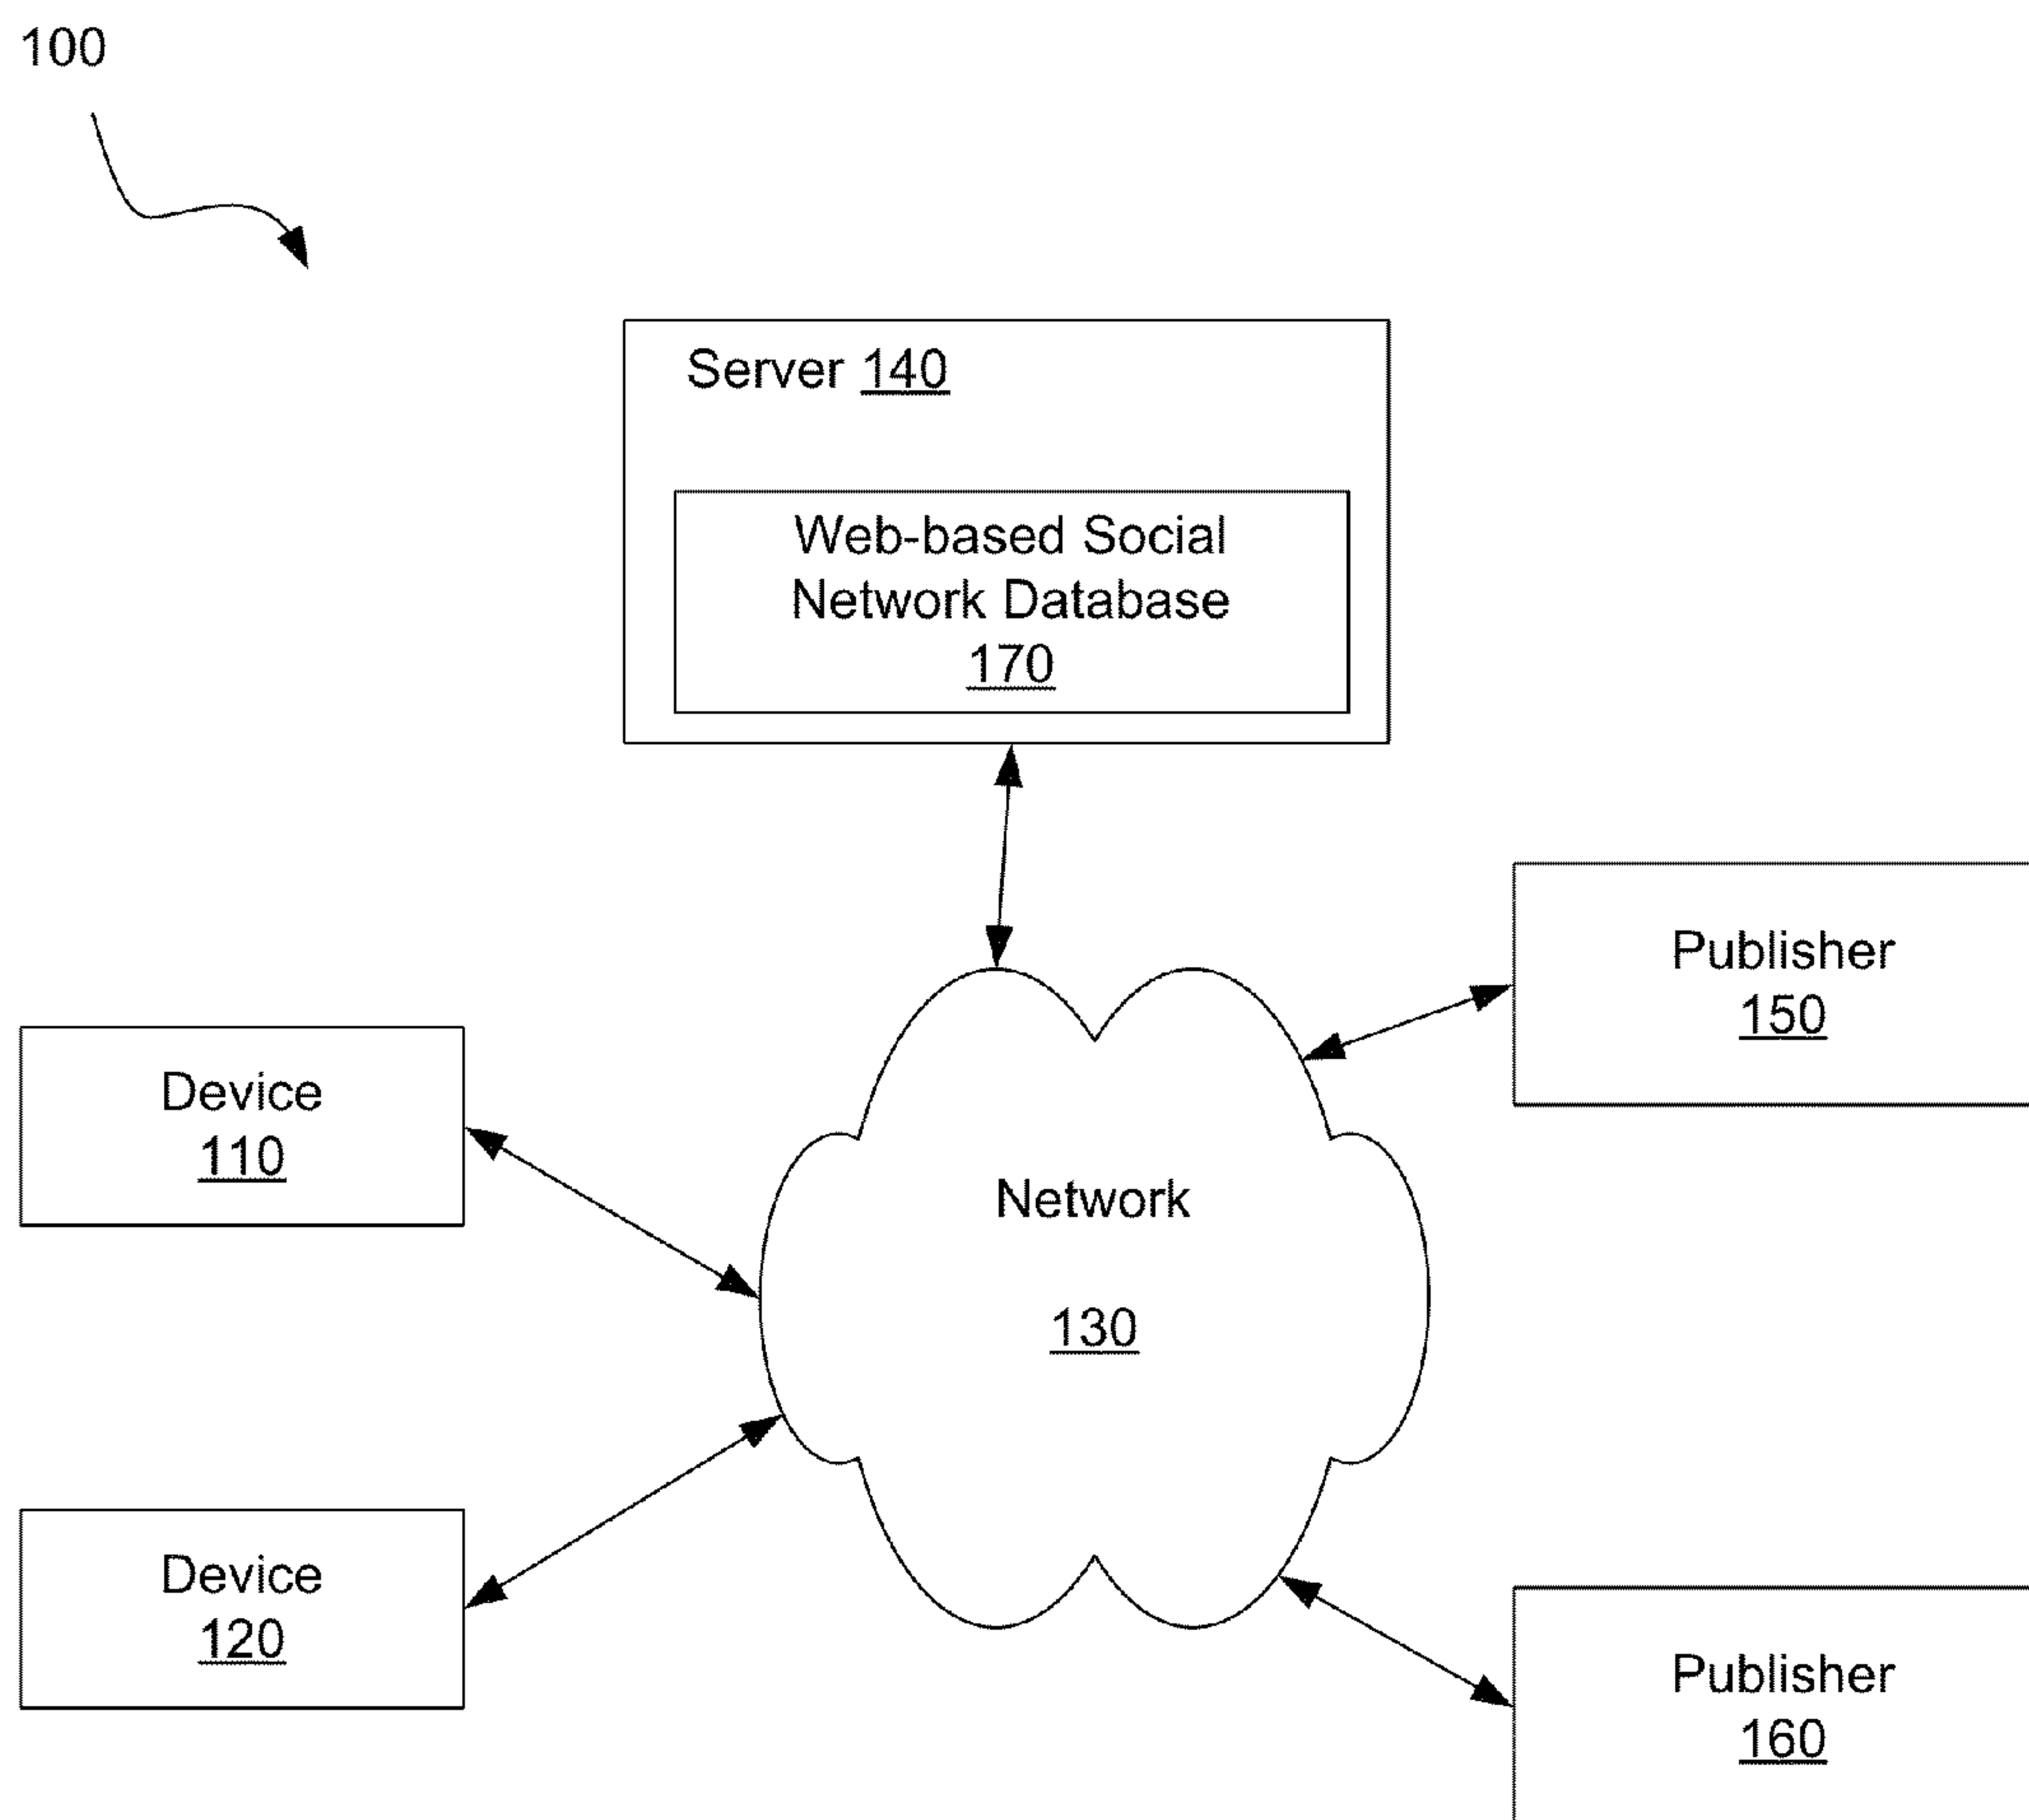 100
Server 140
Web-based Social
Network Database
170
Publisher
150
Device
110
Network
130
Device
120
Publisher
160